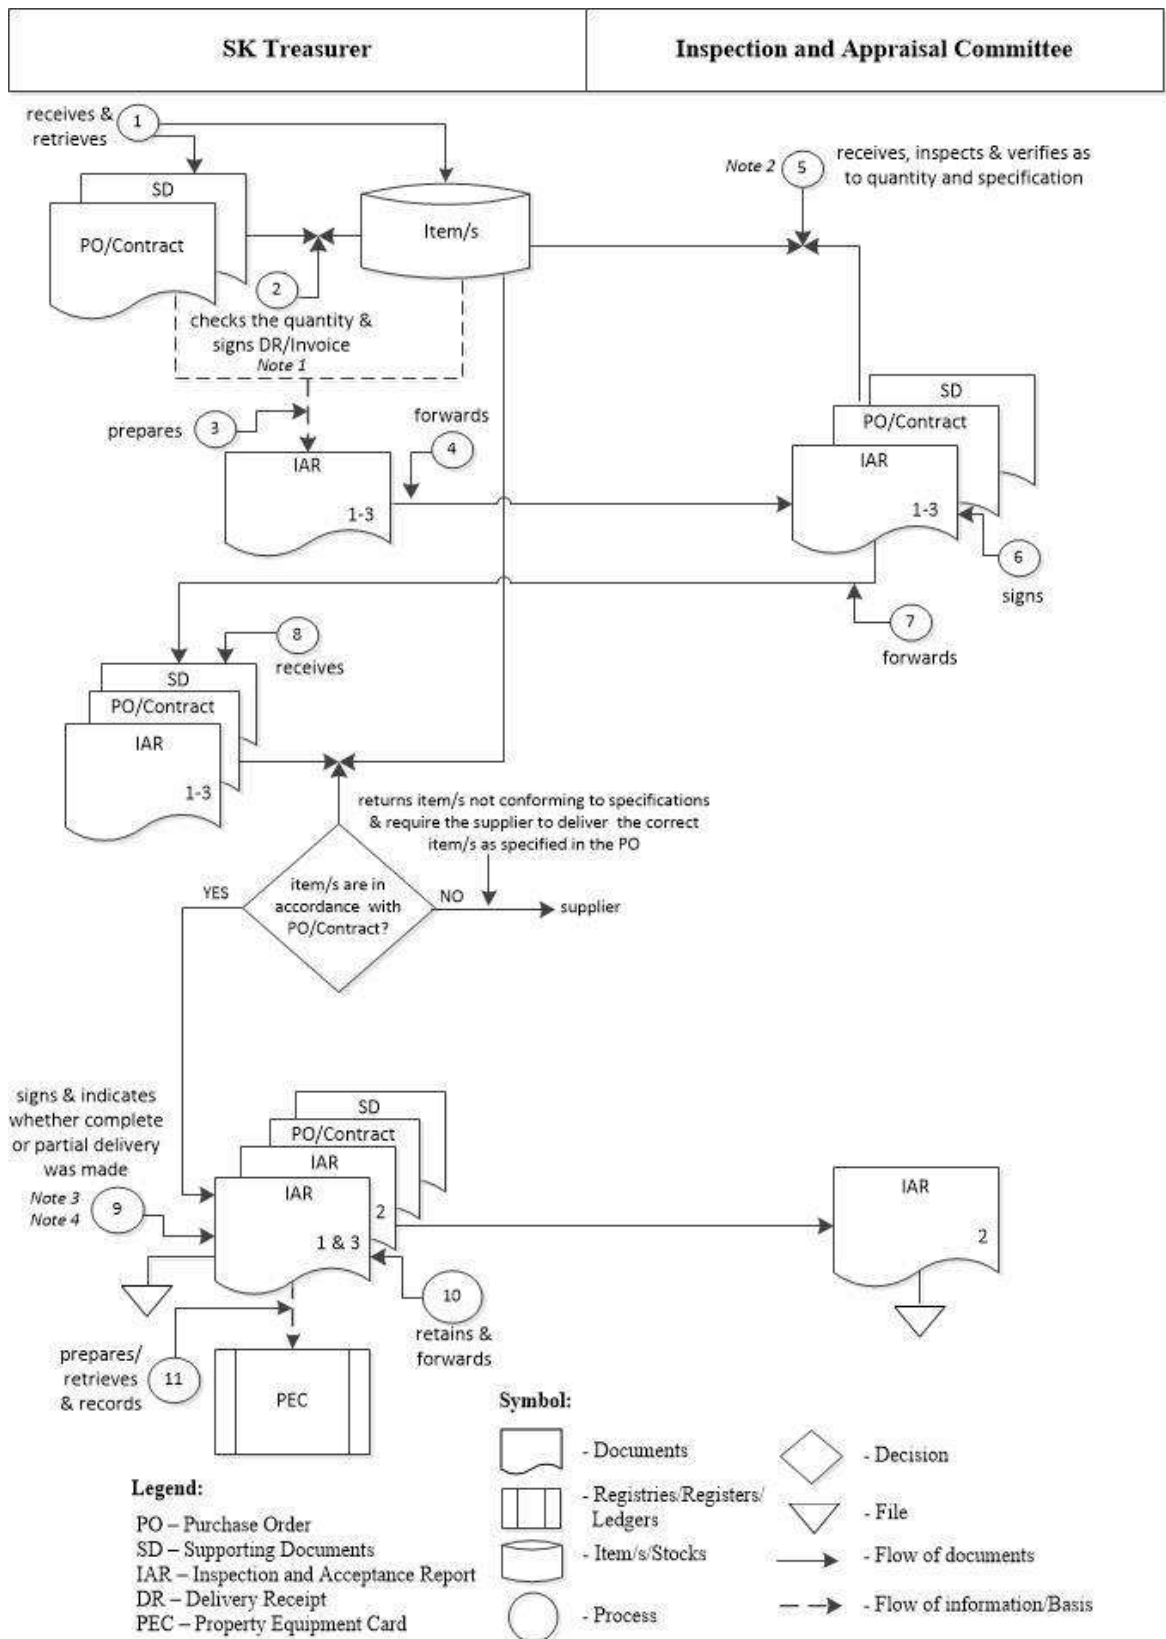 SK Treasurer
Inspection and Appraisal Committee
receives &
retrieves
1
SD
PO/Contract
Item/s
Note 2
5
receives, inspects & verifies as
to quantity and specification
2
checks the quantity &
signs DR/Invoice
Note 1
prepares
3
forwards
4
IAR
1-3
SD
PO/Contract
IAR
1-3
6
signs
7
forwards
8
receives
SD
PO/Contract
IAR
1-3
returns item/s not conforming to specifications
& require the supplier to deliver the correct
item/s as specified in the PO
YES
item/s are in
accordance with
PO/Contract?
NO
supplier
signs & indicates
whether complete
or partial delivery
was made
Note 3
Note 4
9
SD
PO/Contract
IAR
2
IAR
1 & 3
IAR
2
10
retains &
forwards
prepares/
retrieves
& records
11
PEC
Legend:
PO – Purchase Order
SD – Supporting Documents
IAR – Inspection and Acceptance Report
DR – Delivery Receipt
PEC – Property Equipment Card
Symbol:
- Documents
- Registries/Registers/
Ledgers
- Item/s/Stocks
- Process
- Decision
- File
- Flow of documents
- Flow of information/Basis